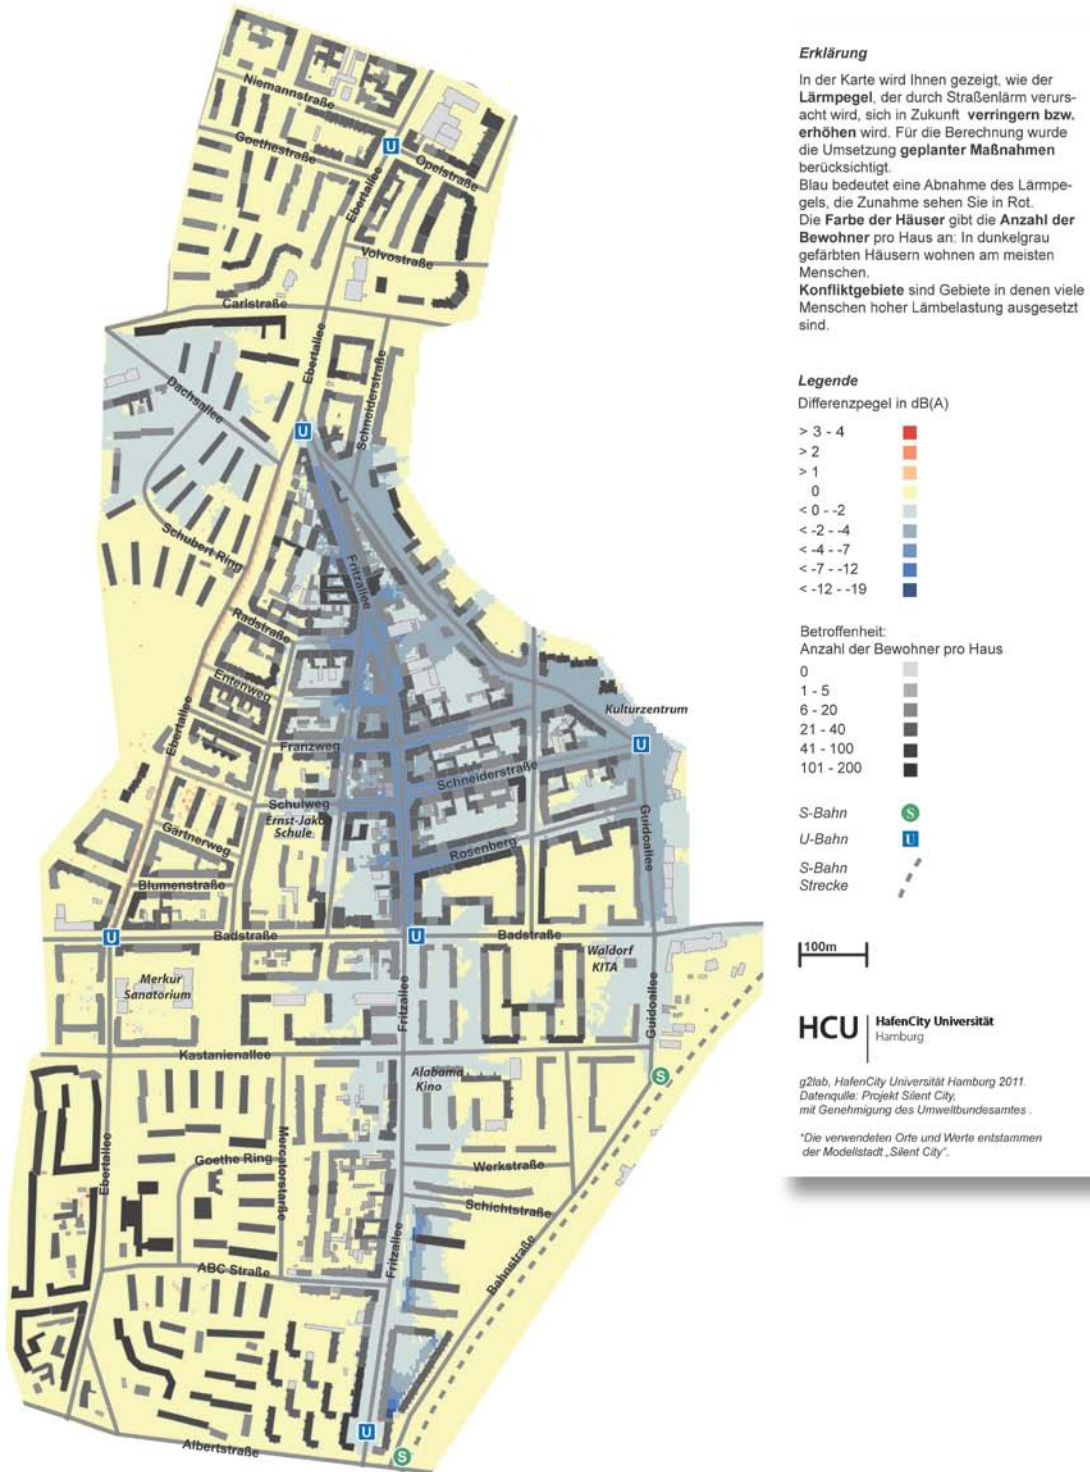 Niemannstraße
Goethestraße
U
Opelstraße
Ebertallee
Volvostraße
Carlstraße
Ebertallee
Dachsallee
Schneiderstraße
U
Schubert Ring
Fritzallee
Radstraße
Entenweg
Ebertallee
Kulturzentrum
U
Franzweg
Schneiderstraße
Schulweg
Ernst-Jakob
Schule
Guidoallee
Gärtnerweg
Rosenberg
Blumenstraße
U
Badstraße
U
Badstraße
Waldorf
KITA
Merkur
Sanatorium
Fritzallee
Guidoallee
Kastanienallee
Alabama
Kino
S
Ebertallee
Goethe Ring
Mercatorstarße
Werkstraße
Schichtstraße
Fritzallee
Bahnstraße
ABC Straße
U
Albertstraße
S
Erklärung
In der Karte wird Ihnen gezeigt, wie der
Lärmpegel, der durch Straßenlärm verurs-
acht wird, sich in Zukunft verringern bzw.
erhöhen wird. Für die Berechnung wurde
die Umsetzung geplanter Maßnahmen
berücksichtigt.
Blau bedeutet eine Abnahme des Lärmpe-
gels, die Zunahme sehen Sie in Rot.
Die Farbe der Häuser gibt die Anzahl der
Bewohner pro Haus an: In dunkelgrau
gefärbten Häusern wohnen am meisten
Menschen.
Konfliktgebiete sind Gebiete in denen viele
Menschen hoher Lämbelastung ausgesetzt
sind.
Legende
Differenzpegel in dB(A)
> 3 - 4
> 2
> 1
0
< 0 - -2
< -2 - -4
< -4 - -7
< -7 - -12
< -12 - -19
Betroffenheit:
Anzahl der Bewohner pro Haus
0
1 - 5
6 - 20
21 - 40
41 - 100
101 - 200
S-Bahn S
U-Bahn U
S-Bahn
Strecke
100m
HCU HafenCity Universität
Hamburg
g2lab, HafenCity Universität Hamburg 2011.
Datenqulle: Projekt Silent City,
mit Genehmigung des Umweltbundesamtes .
*Die verwendeten Orte und Werte entstammen
der Modellstadt „Silent City“.